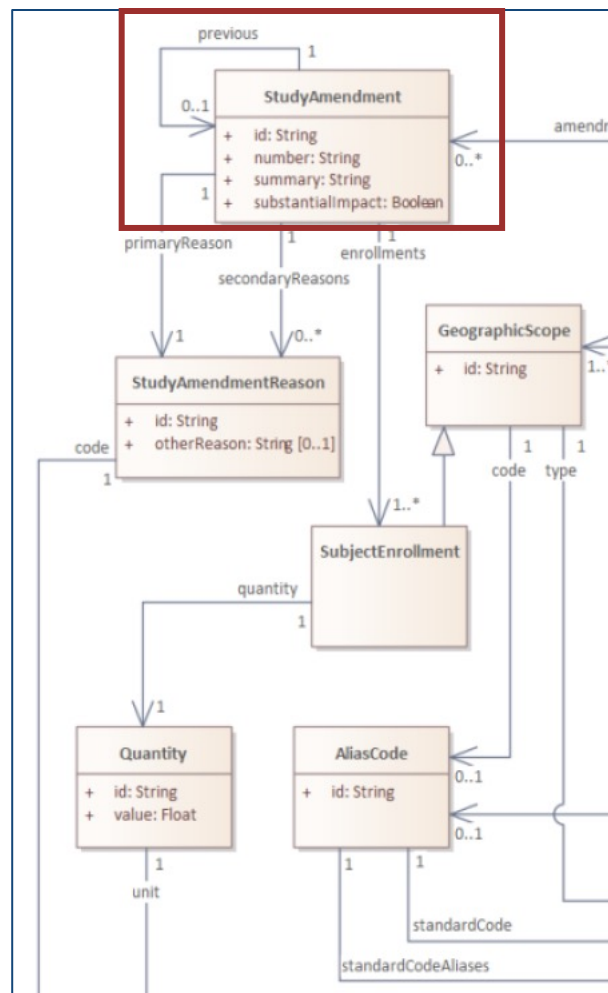 previous
1
0..1
StudyAmendment
+ id: String
+ number: String
+ summary: String
+ substantialImpact: Boolean
0..*
1
primaryReason
1
secondaryReasons
1
enrollments
1
0..*
StudyAmendmentReason
+ id: String
+ otherReason: String [0..1]
code
1
GeographicScope
+ id: String
1
code
1
type
1..*
SubjectEnrollment
quantity
1
1
Quantity
+ id: String
+ value: Float
1
unit
AliasCode
+ id: String
0..1
0..1
1
1
standardCode
standardCodeAliases